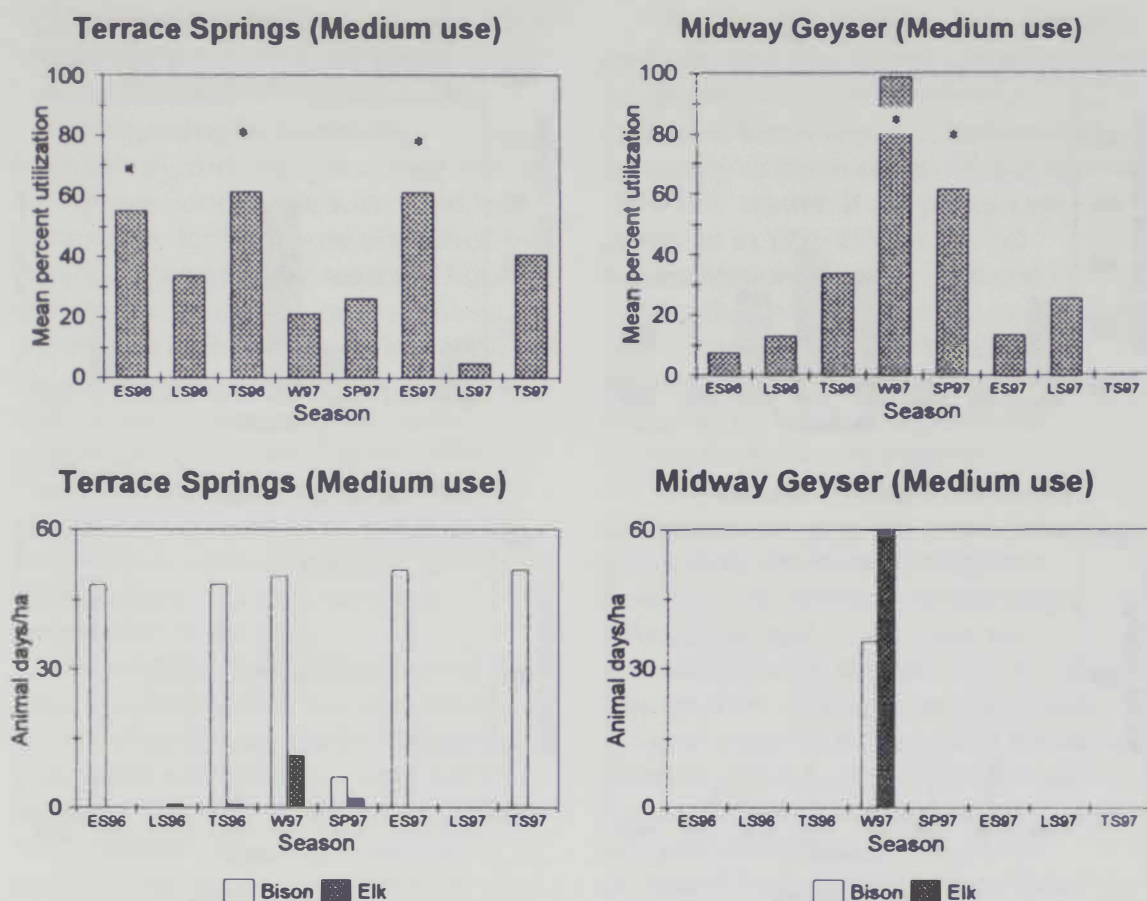 Terrace Springs (Medium use)
Mean percent utilization
100
80
60
40
20
0
*
*
*
ES96 LS96 TS96 W97 SP97 ES97 LS97 TS97
Season
Midway Geyser (Medium use)
Mean percent utilization
100
80
60
40
20
0
*
*
ES96 LS96 TS96 W97 SP97 ES97 LS97 TS97
Season
Terrace Springs (Medium use)
Animal days/ha
60
30
0
ES96 LS96 TS96 W97 SP97 ES97 LS97 TS97
Season
Bison Elk
Midway Geyser (Medium use)
Animal days/ha
60
30
0
ES96 LS96 TS96 W97 SP97 ES97 LS97 TS97
Season
Bison Elk